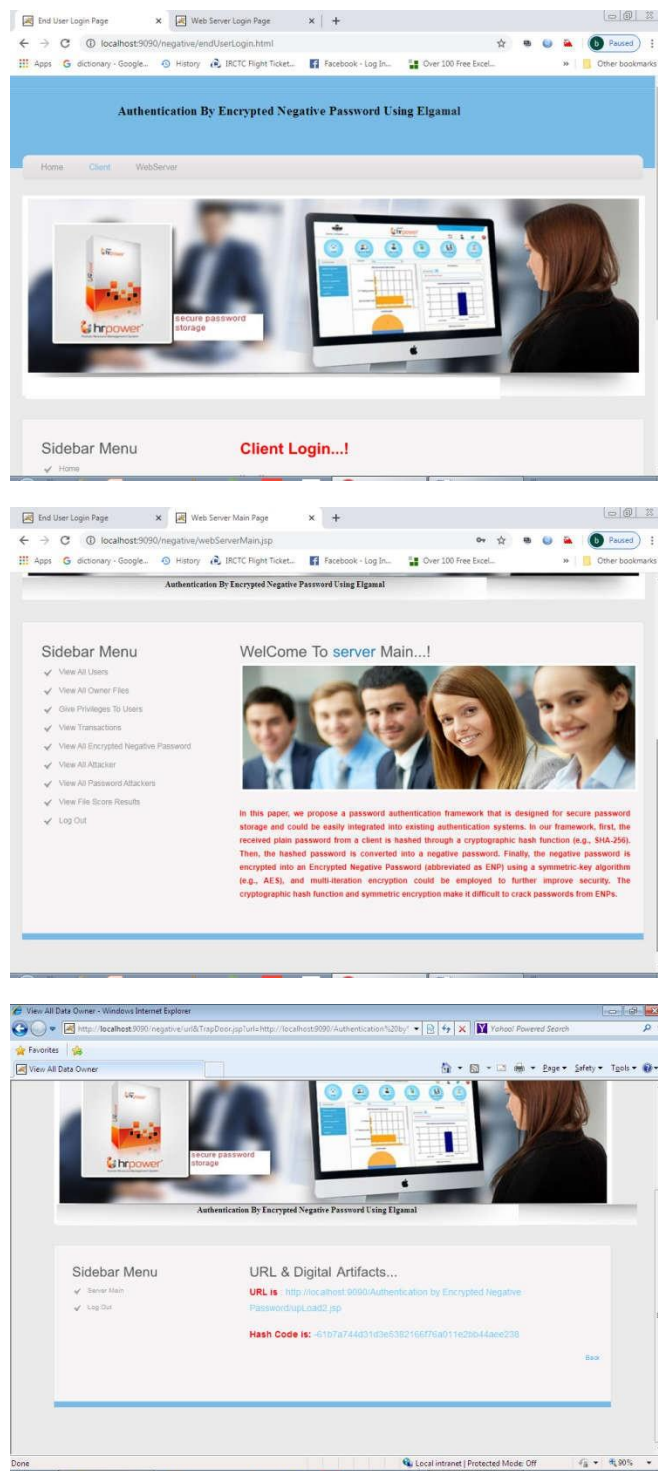 End User Login Page
Web Server Login Page
localhost:9090/negative/endUserLogin.html
Paused
Apps
dictionary - Google...
History
IRCTC Flight Ticket...
Facebook - Log In...
Over 100 Free Excel...
Other bookmarks
Authentication By Encrypted Negative Password Using Elgamal
Home
Client
WebServer
hrpower
secure password
storage
hrpower
Sidebar Menu
Client Login...!
Home
End User Login Page
Web Server Main Page
localhost:9090/negative/webServerMain.jsp
Paused
Apps
dictionary - Google...
History
IRCTC Flight Ticket...
Facebook - Log In...
Over 100 Free Excel...
Other bookmarks
Authentication By Encrypted Negative Password Using Elgamal
Sidebar Menu
WelCome To server Main...!
View All Users
View All Owner Files
Give Privileges To Users
View Transactions
View All Encrypted Negative Password
View All Attacker
View All Password Attackers
View File Score Results
Log Out
In this paper, we propose a password authentication framework that is designed for secure password
storage and could be easily integrated into existing authentication systems. In our framework, first, the
received plain password from a client is hashed through a cryptographic hash function (e.g., SHA-256).
Then, the hashed password is converted into a negative password. Finally, the negative password is
encrypted into an Encrypted Negative Password (abbreviated as ENP) using a symmetric-key algorithm
(e.g., AES), and multi-iteration encryption could be employed to further improve security. The
cryptographic hash function and symmetric encryption make it difficult to crack passwords from ENPs.
View All Data Owner - Windows Internet Explorer
http://localhost:9090/negative/url&TrapDoor.jsp?url=http://localhost:9090/Authentication%20by
Yahoo! Powered Search
Favorites
View All Data Owner
Page
Safety
Tools
hrpower
secure password
storage
Authentication By Encrypted Negative Password Using Elgamal
Sidebar Menu
URL & Digital Artifacts...
Server Main
Log Out
URL is : http://localhost:9090/Authentication by Encrypted Negative
Password/upLoad2.jsp
Hash Code is:
Back
Done
Local intranet | Protected Mode: Off
90%